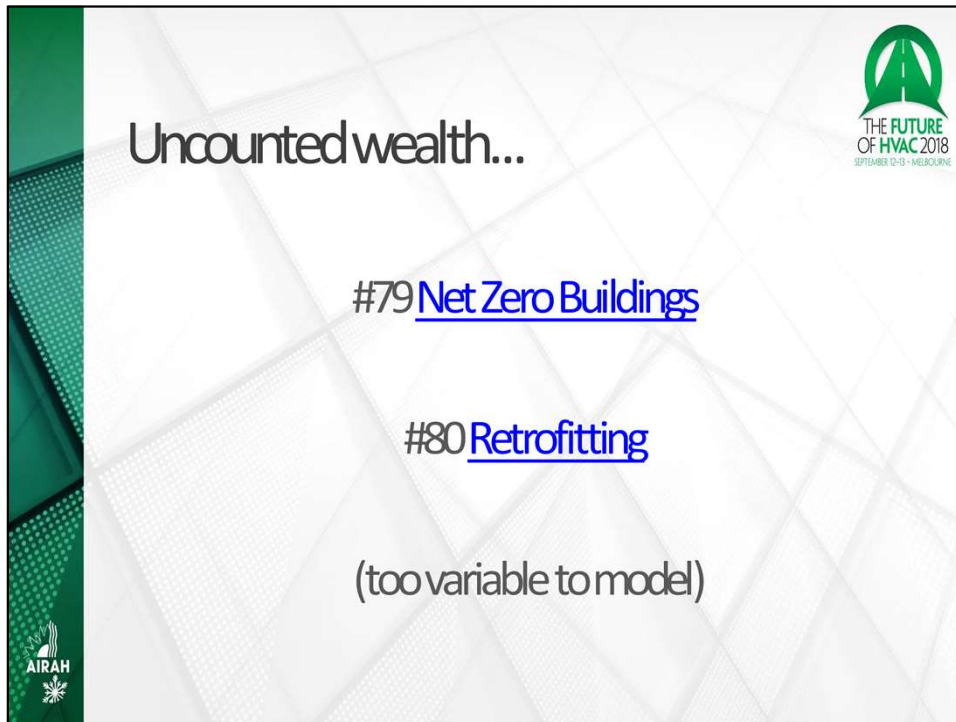 Uncounted wealth...
THE FUTURE
OF HVAC 2018
SEPTEMBER 12-13 • MELBOURNE
#79 Net Zero Buildings
#80 Retrofitting
(too variable to model)
AIRAH